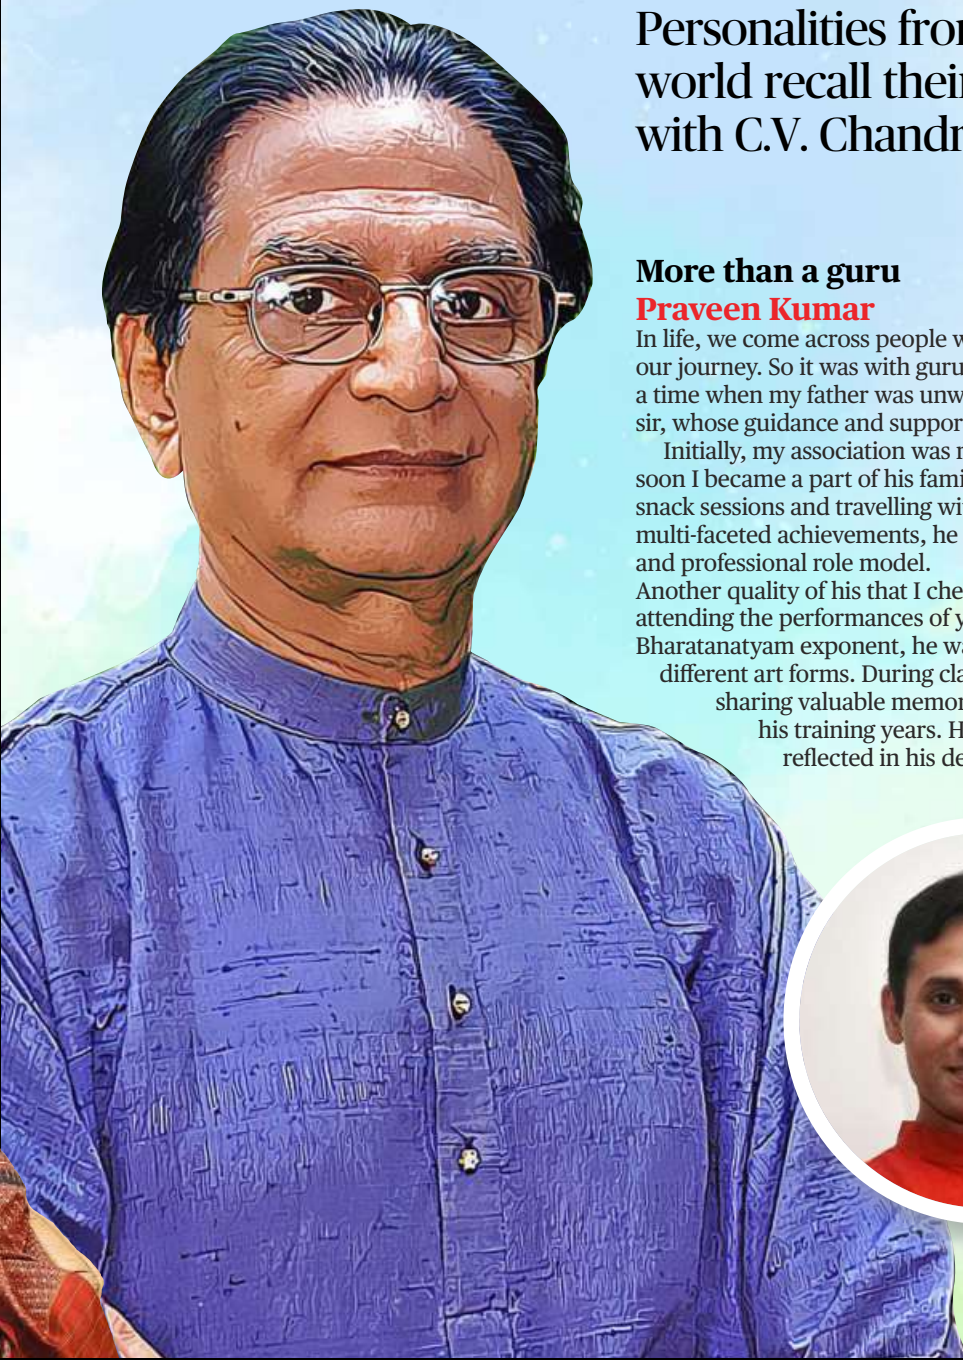 Personalities from
world recall their
with C.V. Chandr
More than a guru
Praveen Kumar
In life, we come across people w
our journey. So it was with guru
a time when my father was unw
sir, whose guidance and suppor
Initially, my association was
soon I became a part of his fami
snack sessions and travelling wi
multi-faceted achievements, he
and professional role model.
Another quality of his that I che
attending the performances of y
Bharatanatyam exponent, he wa
different art forms. During cla
sharing valuable memor
his training years. H
reflected in his de